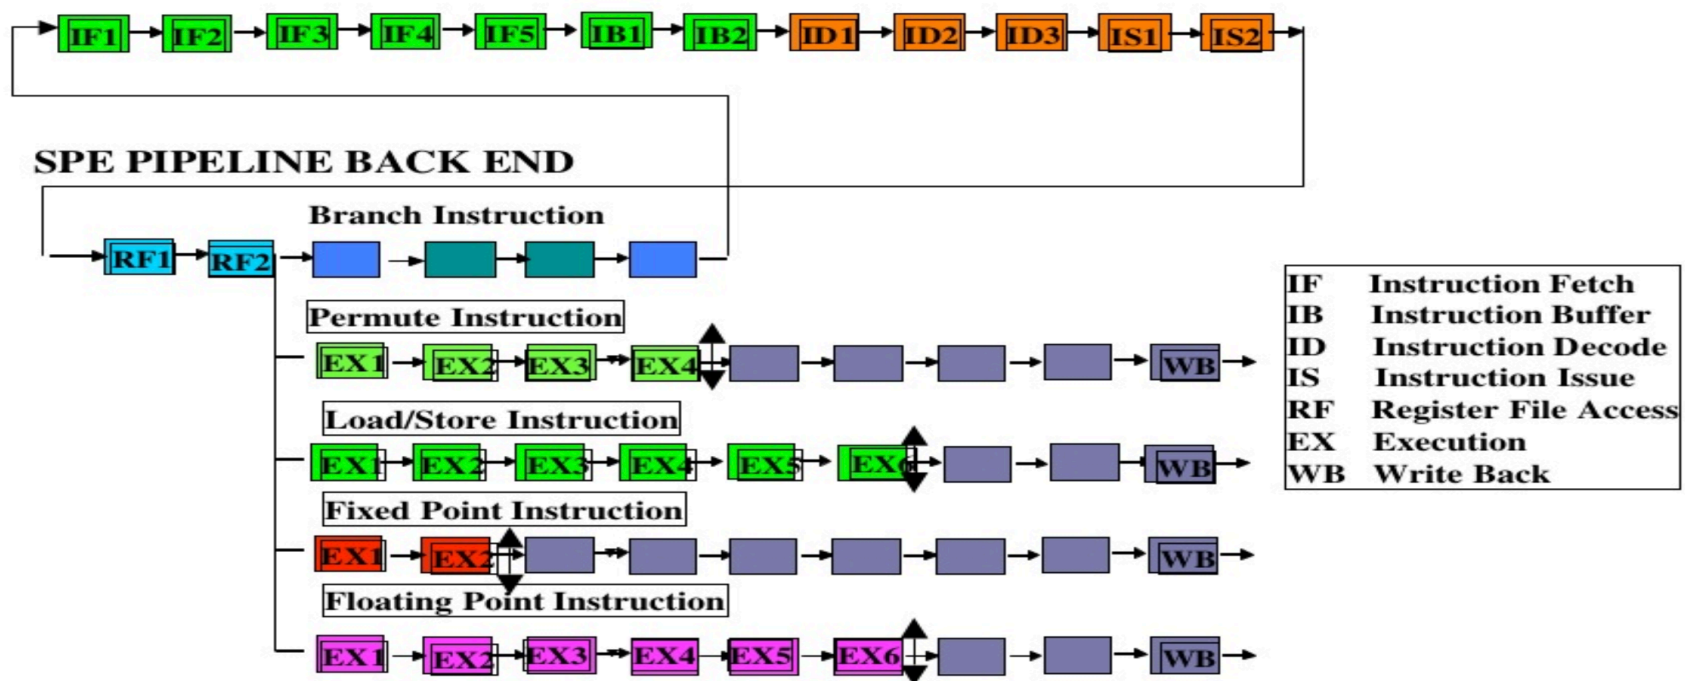 IF1 IF2 IF3 IF4 IF5 IB1 IB2 ID1 ID2 ID3 IS1 IS2
SPE PIPELINE BACK END
Branch Instruction
RF1 RF2
Permute Instruction
EX1 EX2 EX3 EX4 WB
Load/Store Instruction
EX1 EX2 EX3 EX4 EX5 EX6 WB
Fixed Point Instruction
EX1 EX2 WB
Floating Point Instruction
EX1 EX2 EX3 EX4 EX5 EX6 WB
IF Instruction Fetch
IB Instruction Buffer
ID Instruction Decode
IS Instruction Issue
RF Register File Access
EX Execution
WB Write Back